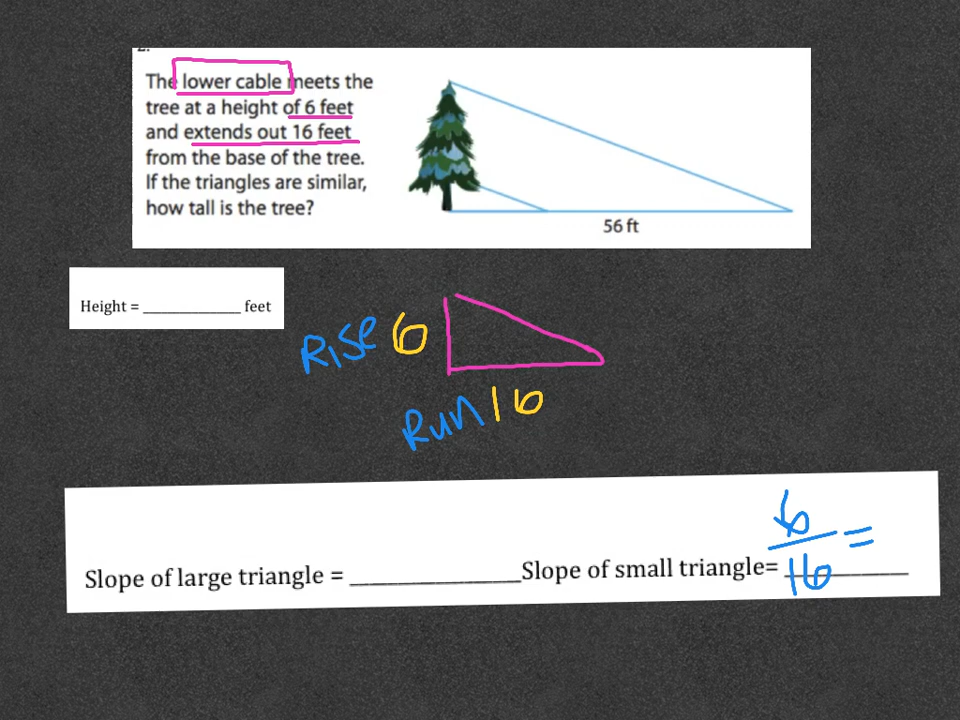 The lower cable meets the
tree at a height of 6 feet
and extends out 16 feet
from the base of the tree.
If the triangles are similar,
how tall is the tree?
56 ft
Height = ____________ feet
Rise 6
Run 16
6
16 =
Slope of large triangle = ________________ Slope of small triangle= ____________